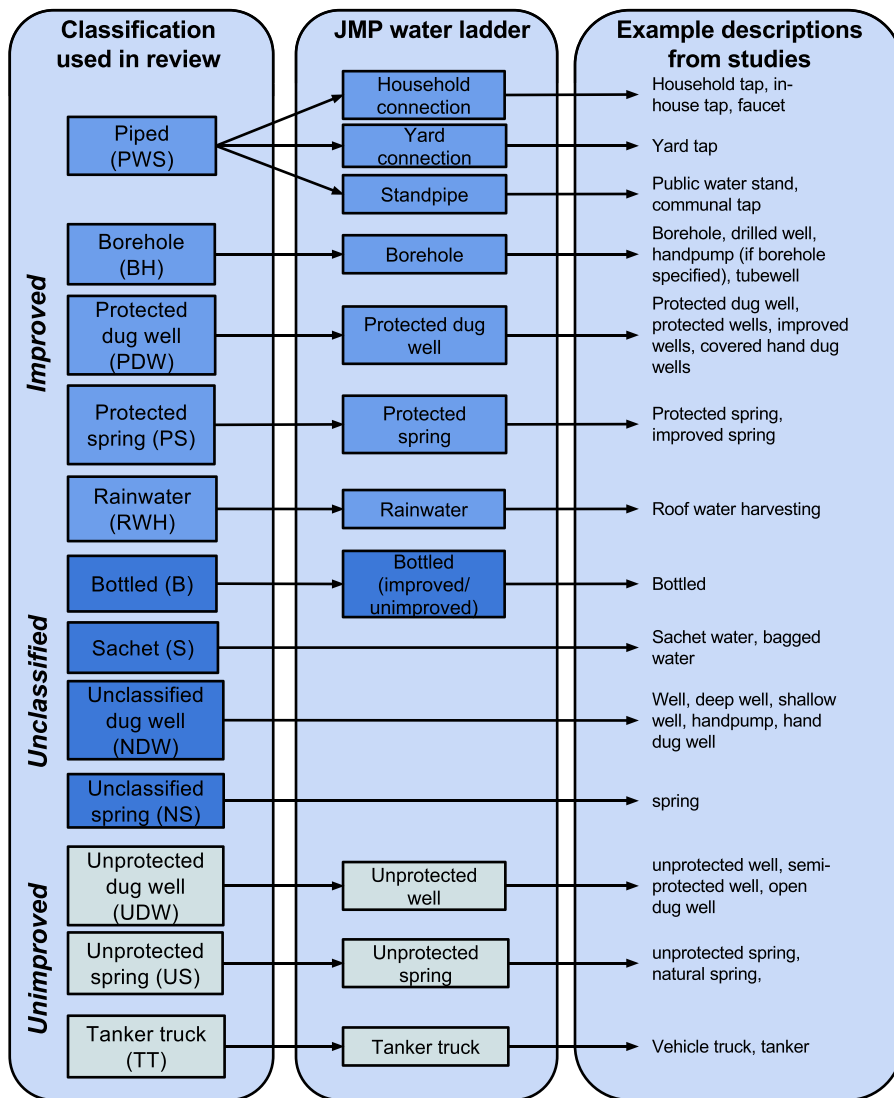 Classification
used in review
JMP water ladder
Example descriptions
from studies
Improved
Piped
(PWS)
Household
connection
Household tap, in-
house tap, faucet
Yard
connection
Yard tap
Standpipe
Public water stand,
communal tap
Borehole
(BH)
Borehole
Borehole, drilled well,
handpump (if borehole
specified), tubewell
Protected
dug well
(PDW)
Protected dug
well
Protected dug well,
protected wells, improved
wells, covered hand dug
wells
Protected
spring (PS)
Protected
spring
Protected spring,
improved spring
Rainwater
(RWH)
Rainwater
Roof water harvesting
Unclassified
Bottled (B)
Bottled
(improved/
unimproved)
Bottled
Sachet (S)
Sachet water, bagged
water
Unclassified
dug well
(NDW)
Well, deep well, shallow
well, handpump, hand
dug well
Unclassified
spring (NS)
spring
Unimproved
Unprotected
dug well
(UDW)
Unprotected
well
unprotected well, semi-
protected well, open
dug well
Unprotected
spring (US)
Unprotected
spring
unprotected spring,
natural spring,
Tanker truck
(TT)
Tanker truck
Vehicle truck, tanker